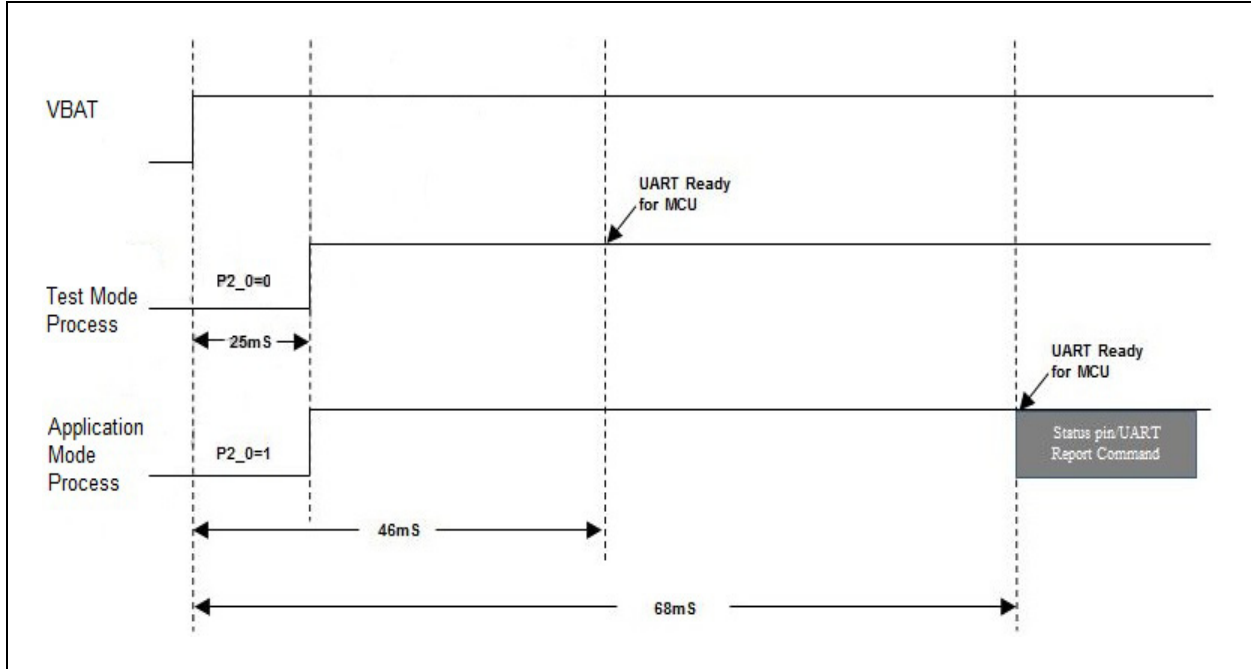 VBAT
UART Ready
for MCU
P2_0=0
Test Mode
Process
25mS
UART Ready
for MCU
Application
Mode
Process
P2_0=1
Status pin/UART
Report Command
46mS
68mS